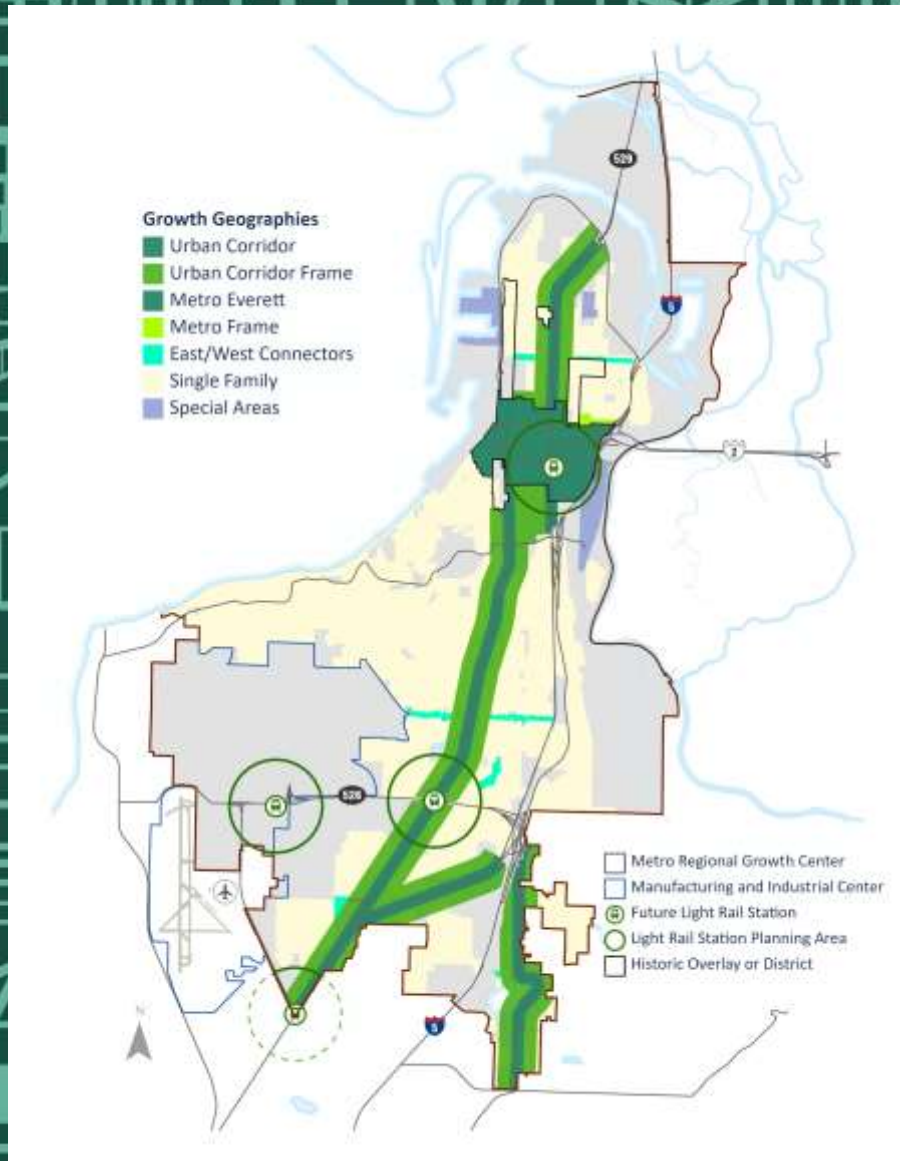 529
Growth Geographies
Urban Corridor
Urban Corridor Frame
Metro Everett
Metro Frame
East/West Connectors
Single Family
Special Areas
5
2
526
Metro Regional Growth Center
Manufacturing and Industrial Center
Future Light Rail Station
Light Rail Station Planning Area
Historic Overlay or District
N
5